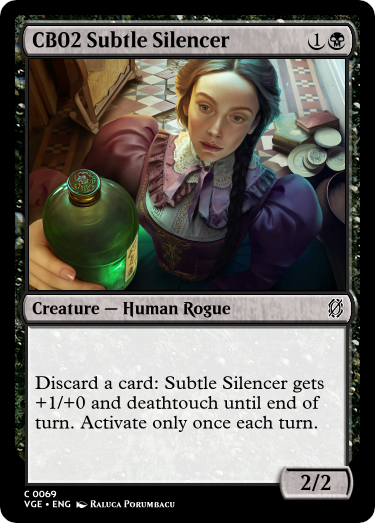 CB02 Subtle Silencer 1
Creature — Human Rogue
Discard a card: Subtle Silencer gets
+1/+0 and deathtouch until end of
turn. Activate only once each turn.
2/2
C 0069
VGE • ENG Raluca Porumbacu